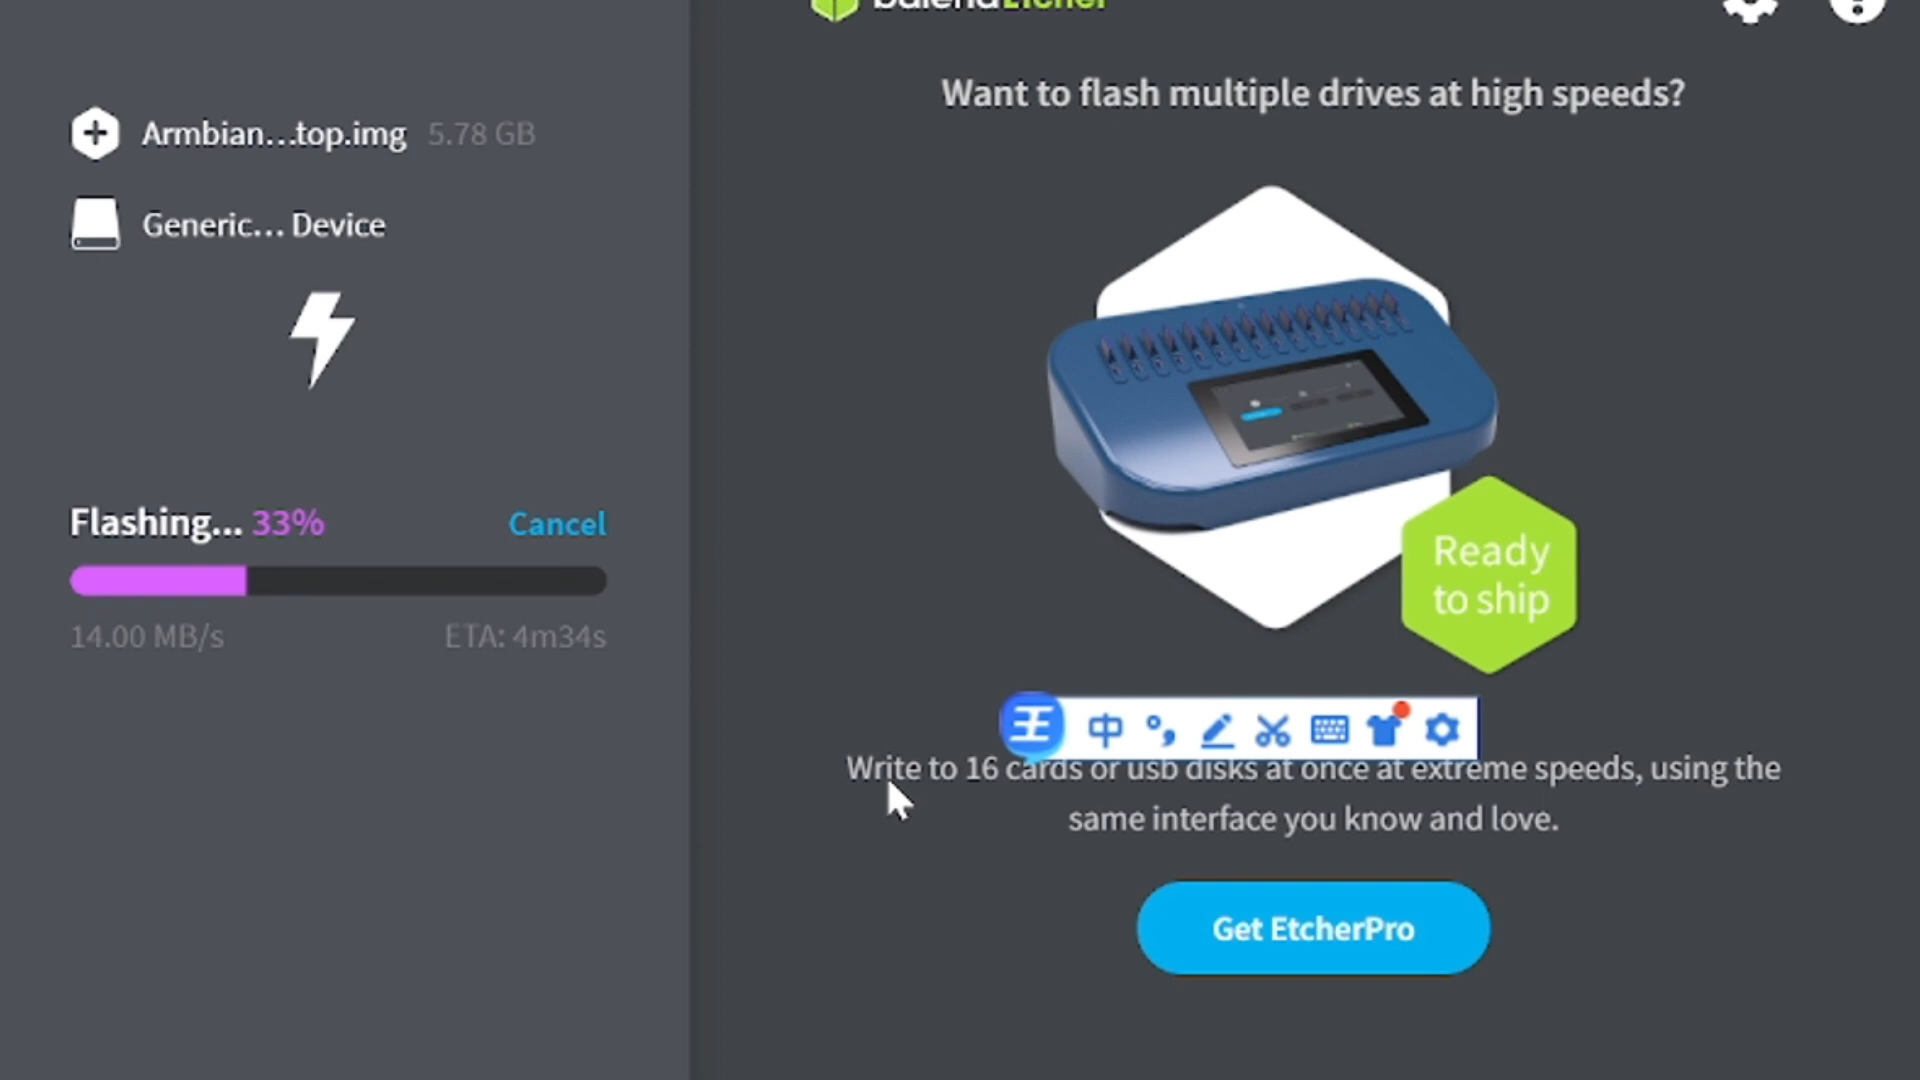 balenaEtcher
Armbian...top.img 5.78 GB
Generic... Device
Flashing... 33%
Cancel
14.00 MB/s
ETA: 4m34s
Want to flash multiple drives at high speeds?
Ready
to ship
王 中 °,
Write to 16 cards or usb disks at once at extreme speeds, using the
same interface you know and love.
Get EtcherPro